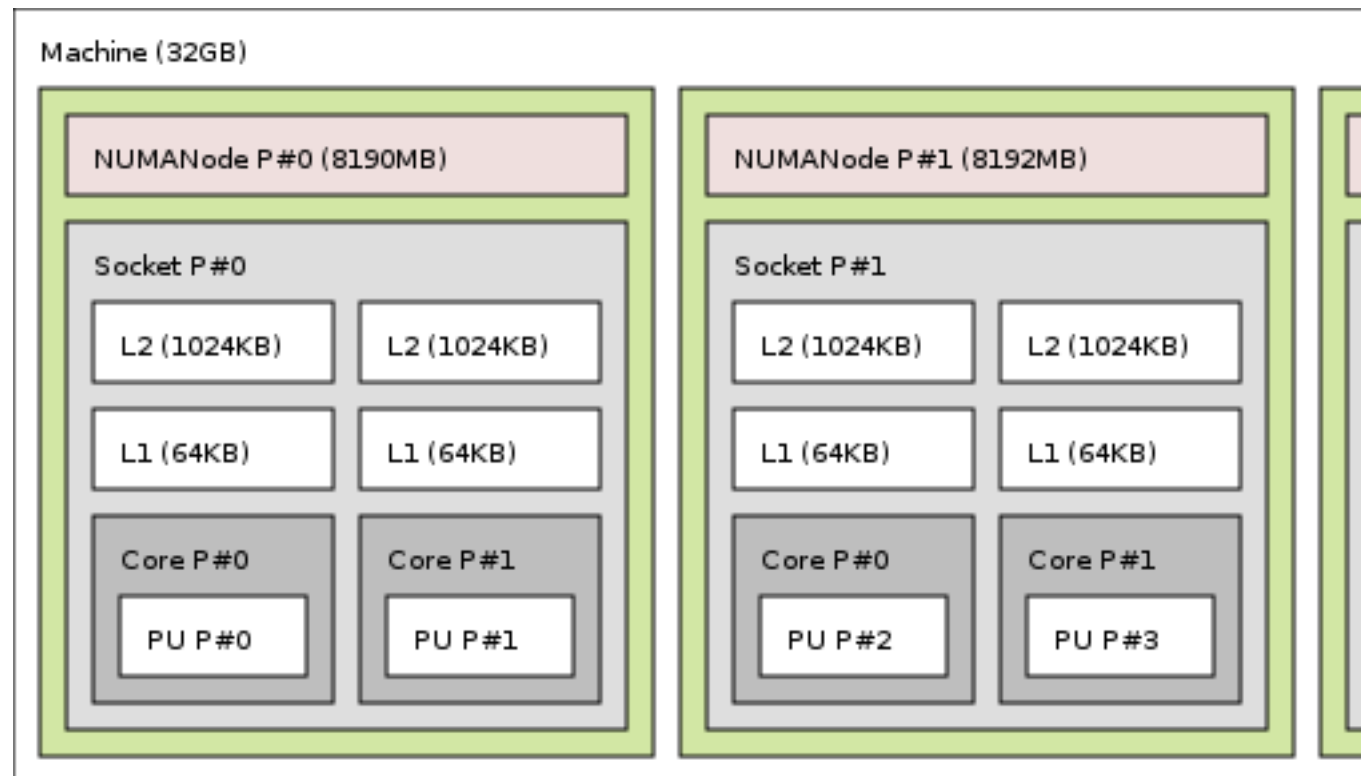 Machine (32GB)
NUMANode P#0 (8190MB)
Socket P#0
L2 (1024KB)
L2 (1024KB)
L1 (64KB)
L1 (64KB)
Core P#0
Core P#1
PU P#0
PU P#1
NUMANode P#1 (8192MB)
Socket P#1
L2 (1024KB)
L2 (1024KB)
L1 (64KB)
L1 (64KB)
Core P#0
Core P#1
PU P#2
PU P#3